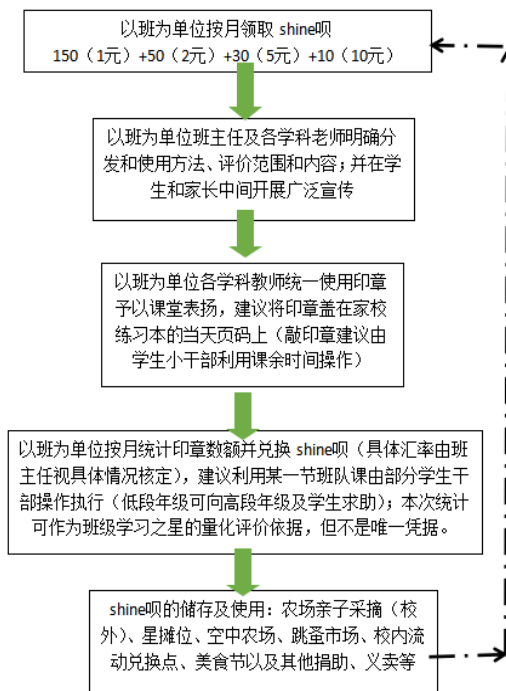 以班为单位按月领取 shine呗
150（1元）+50（2元）+30（5元）+10（10元）
以班为单位班主任及各学科老师明确分
发和使用方法、评价范围和内容；并在学
生和家长中间开展广泛宣传
以班为单位各学科教师统一使用印章
予以课堂表扬，建议将印章盖在家校
练习本的当天页码上（敲印章建议由
学生小干部利用课余时间操作）
以班为单位按月统计印章数额并兑换 shine呗（具体汇率由班
主任视具体情况核定），建议利用某一节班队课由部分学生干
部操作执行（低段年级可向高段年级及学生求助）；本次统计
可作为班级学习之星的量化评价依据，但不是唯一凭据。
shine呗的储存及使用：农场亲子采摘（校
外）、星摊位、空中农场、跳蚤市场、校内流
动兑换点、美食节以及其他捐助、义卖等